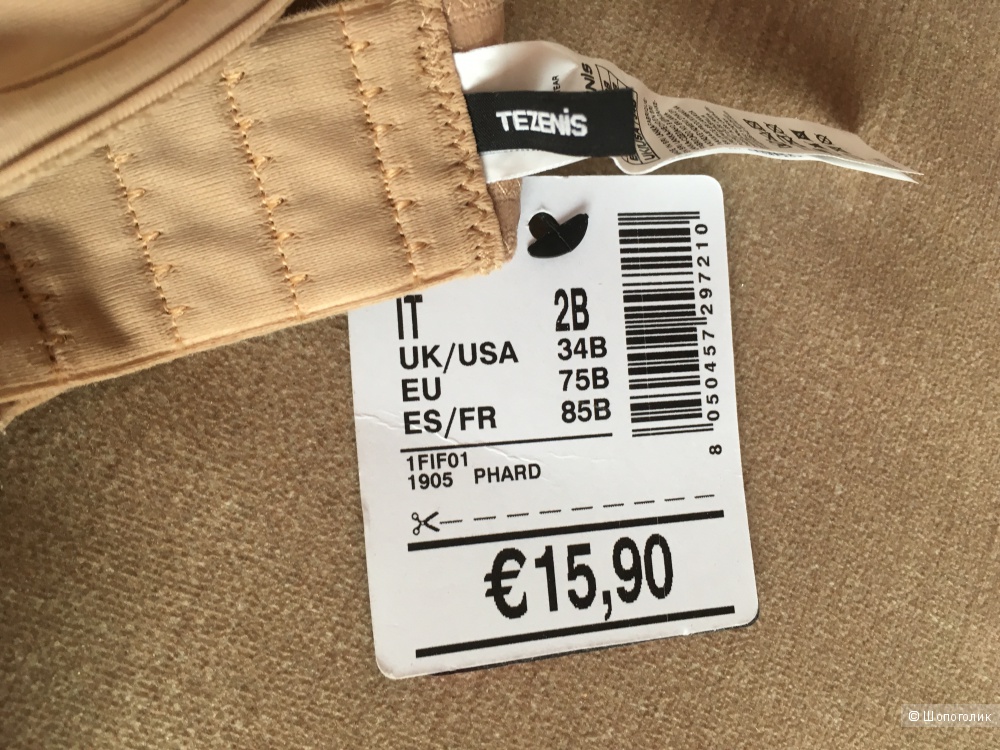 TEZENIS
IT 2B
UK/USA 34B
EU 75B
ES/FR 85B
1FIF01
1905 PHARD
€15,90
8 050457 297210
© Шопоголик